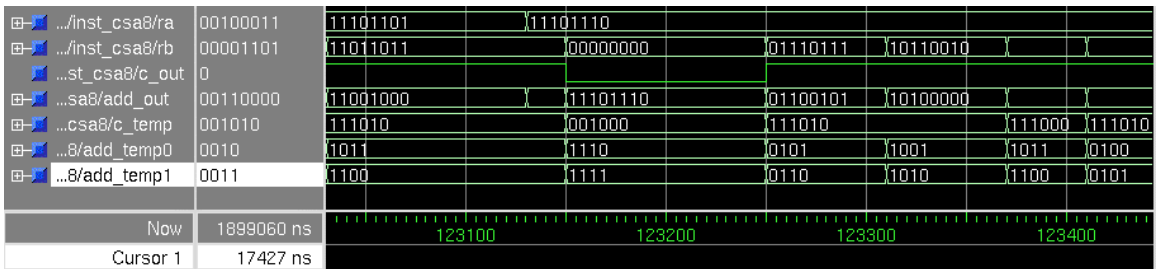 .../inst_csa8/ra 00100011 11101101 11101110
.../inst_csa8/rb 00001101 11011011 00000000 01110111 10110010
...st_csa8/c_out 0
...sa8/add_out 00110000 11001000 11101110 01100101 10100000
...csa8/c_temp 001010 111010 001000 111010 111000 111010
...8/add_temp0 0010 1011 1110 0101 1001 1011 0100
...8/add_temp1 0011 1100 1111 0110 1010 1100 0101
Now 1899060 ns 123100 123200 123300 123400
Cursor 1 17427 ns